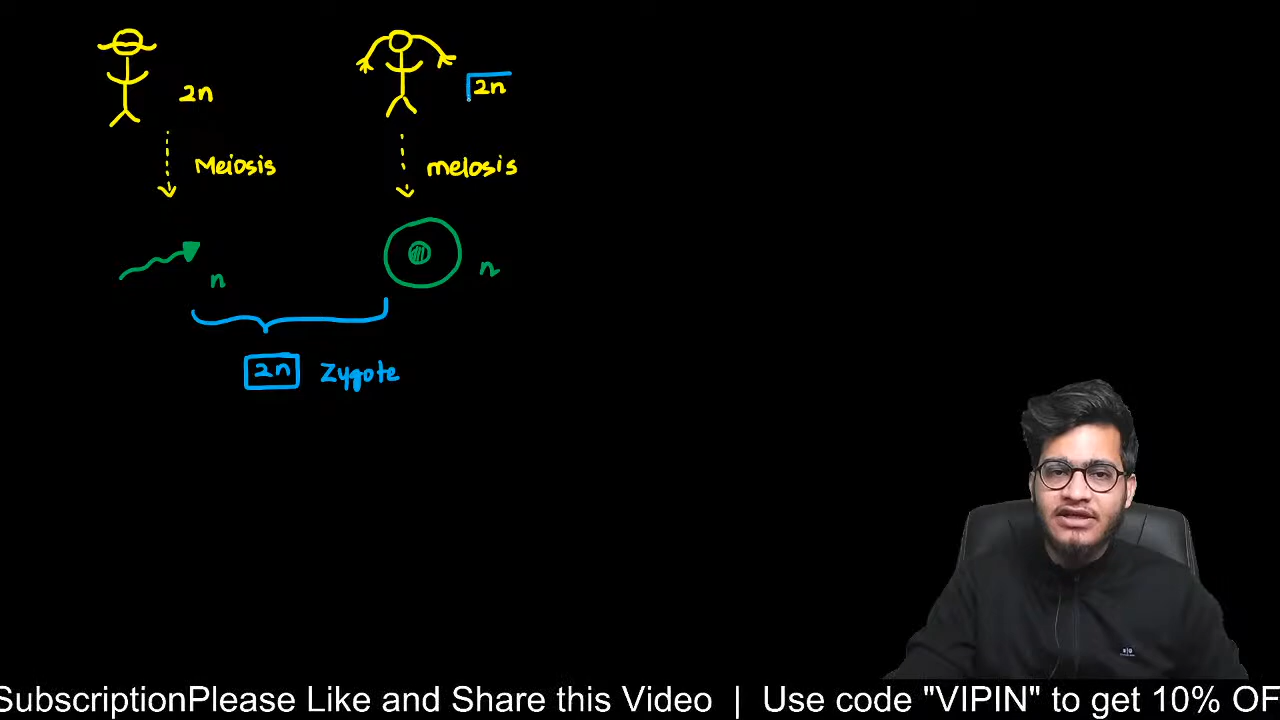 2n
2n
Meiosis
meiosis
n
n
2n Zygote
SubscriptionPlease Like and Share this Video | Use code "VIPIN" to get 10% OF